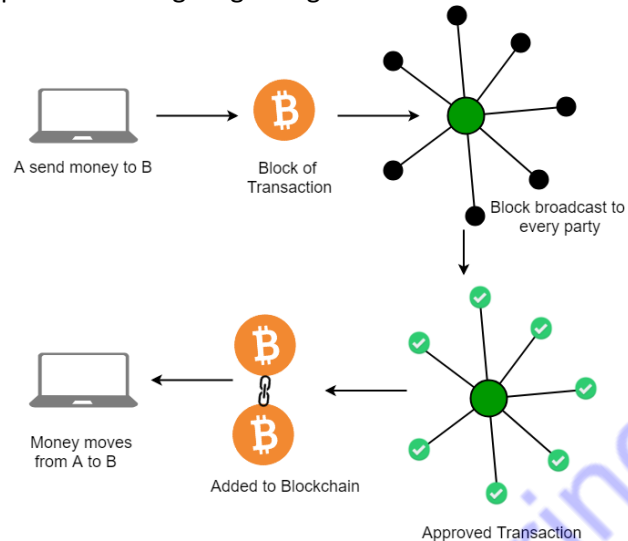 A send money to B
Block of
Transaction
Block broadcast to
every party
Money moves
from A to B
Added to Blockchain
Approved Transaction